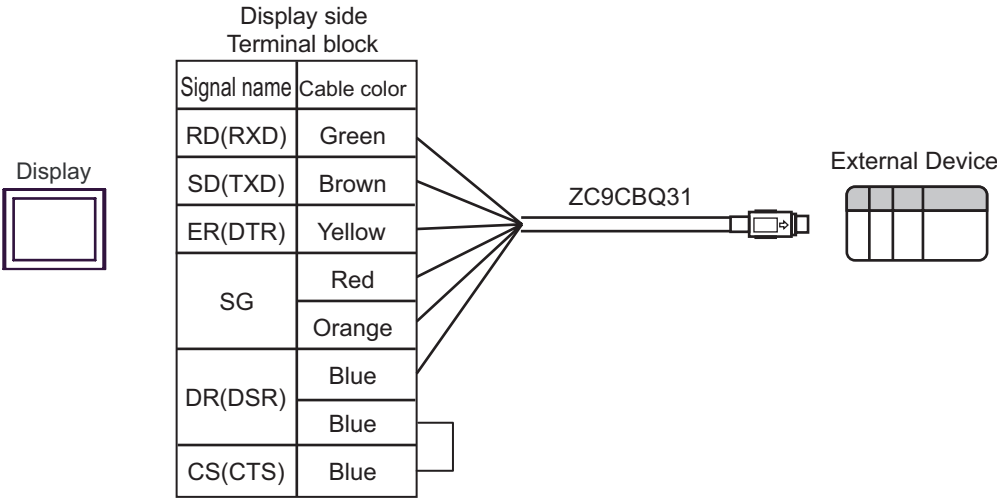 Display side
Terminal block
Signal name Cable color
RD(RXD) Green
SD(TXD) Brown
ER(DTR) Yellow
SG Red
Orange
DR(DSR) Blue
Blue
CS(CTS) Blue
Display
ZC9CBQ31
External Device